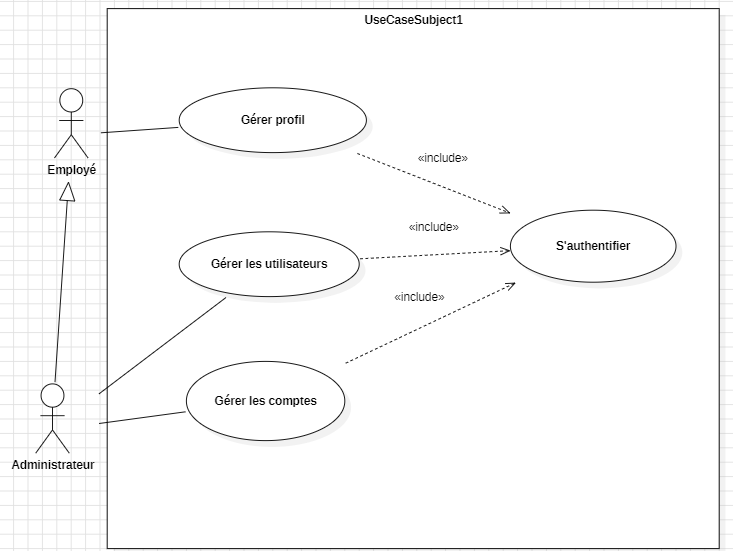 UseCaseSubject1
Gérer profil
Employé
«include»
«include»
S'authentifier
Gérer les utilisateurs
«include»
Gérer les comptes
Administrateur